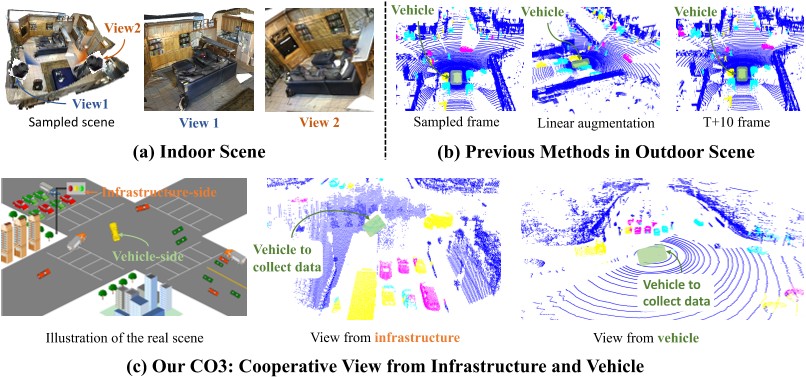 View2
View1
Sampled scene
View 1
View 2
(a) Indoor Scene
Vehicle
Vehicle
Vehicle
Sampled frame
Linear augmentation
T+10 frame
(b) Previous Methods in Outdoor Scene
Infrastructure-side
Vehicle-side
Illustration of the real scene
Vehicle to
collect data
View from infrastructure
Vehicle to
collect data
View from vehicle
(c) Our CO3: Cooperative View from Infrastructure and Vehicle